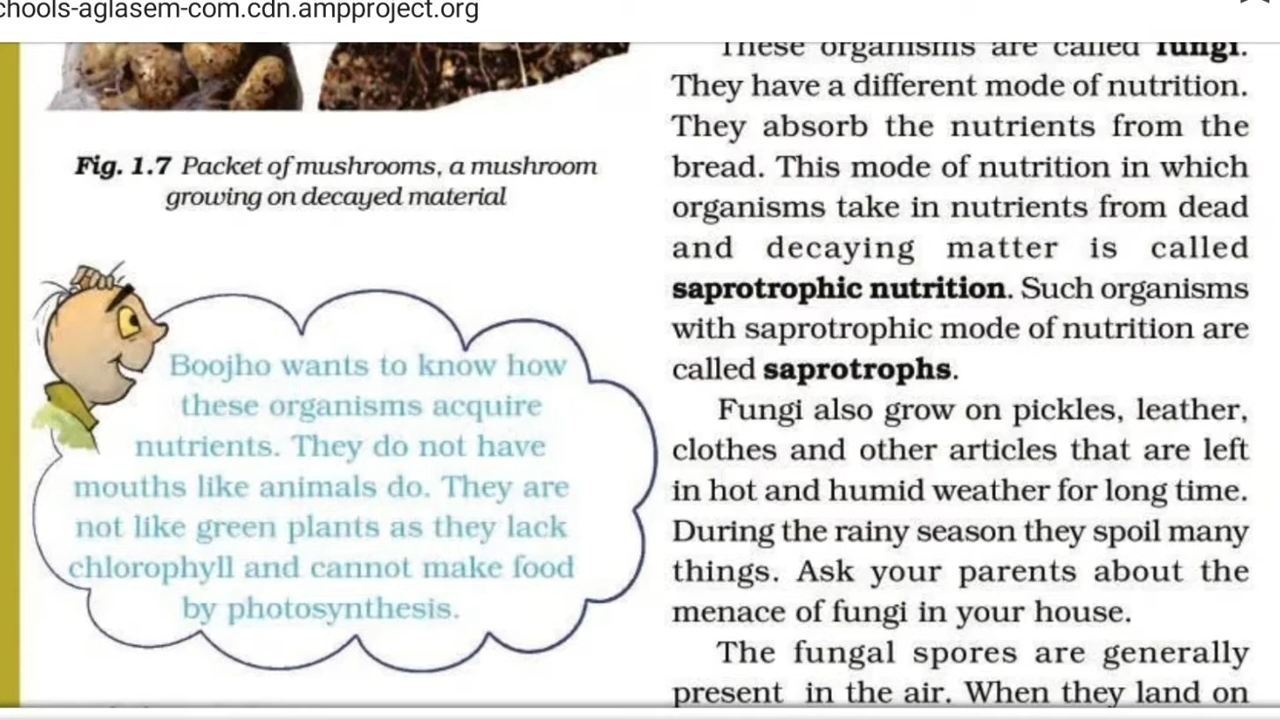 chools-aglasem-com.cdn.ampproject.org
Fig. 1.7 Packet of mushrooms, a mushroom
growing on decayed material
Boojho wants to know how
these organisms acquire
nutrients. They do not have
mouths like animals do. They are
not like green plants as they lack
chlorophyll and cannot make food
by photosynthesis.
These organisms are called fungi.
They have a different mode of nutrition.
They absorb the nutrients from the
bread. This mode of nutrition in which
organisms take in nutrients from dead
and decaying matter is called
saprotrophic nutrition. Such organisms
with saprotrophic mode of nutrition are
called saprotrophs.
Fungi also grow on pickles, leather,
clothes and other articles that are left
in hot and humid weather for long time.
During the rainy season they spoil many
things. Ask your parents about the
menace of fungi in your house.
The fungal spores are generally
present in the air. When they land on